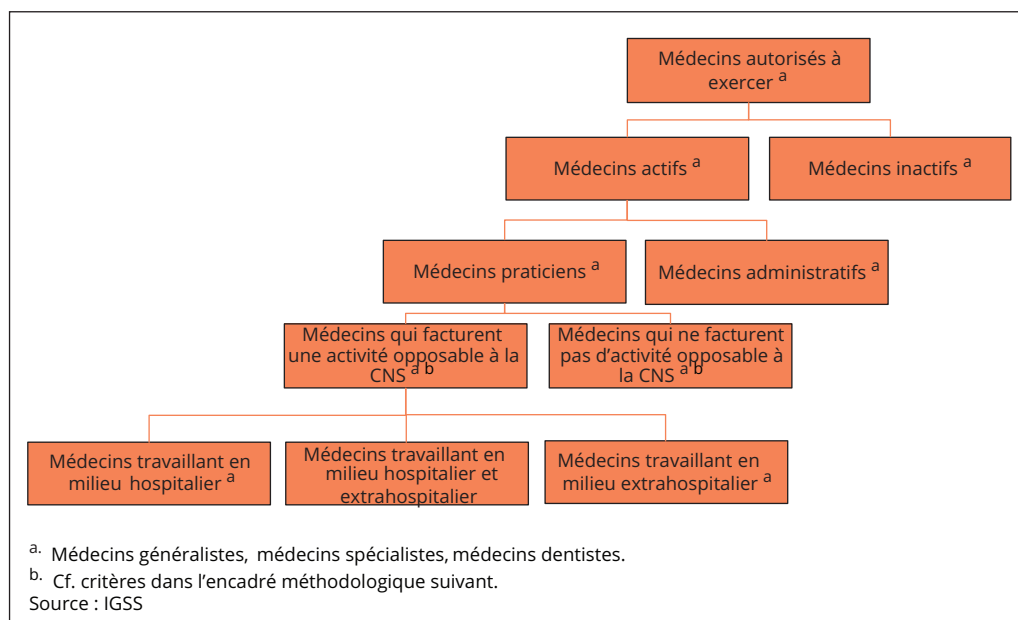 Médecins autorisés à
exercer a
Médecins actifs a
Médecins inactifs a
Médecins praticiens a
Médecins administratifs a
Médecins qui facturent
une activité opposable à la
CNS a b
Médecins qui ne facturent
pas d’activité opposable à
la CNS a b
Médecins travaillant en
milieu hospitalier a
Médecins travaillant en
milieu hospitalier et
extrahospitalier
Médecins travaillant en
milieu extrahospitalier a
a. Médecins généralistes, médecins spécialistes, médecins dentistes.
b. Cf. critères dans l’encadré méthodologique suivant.
Source : IGSS